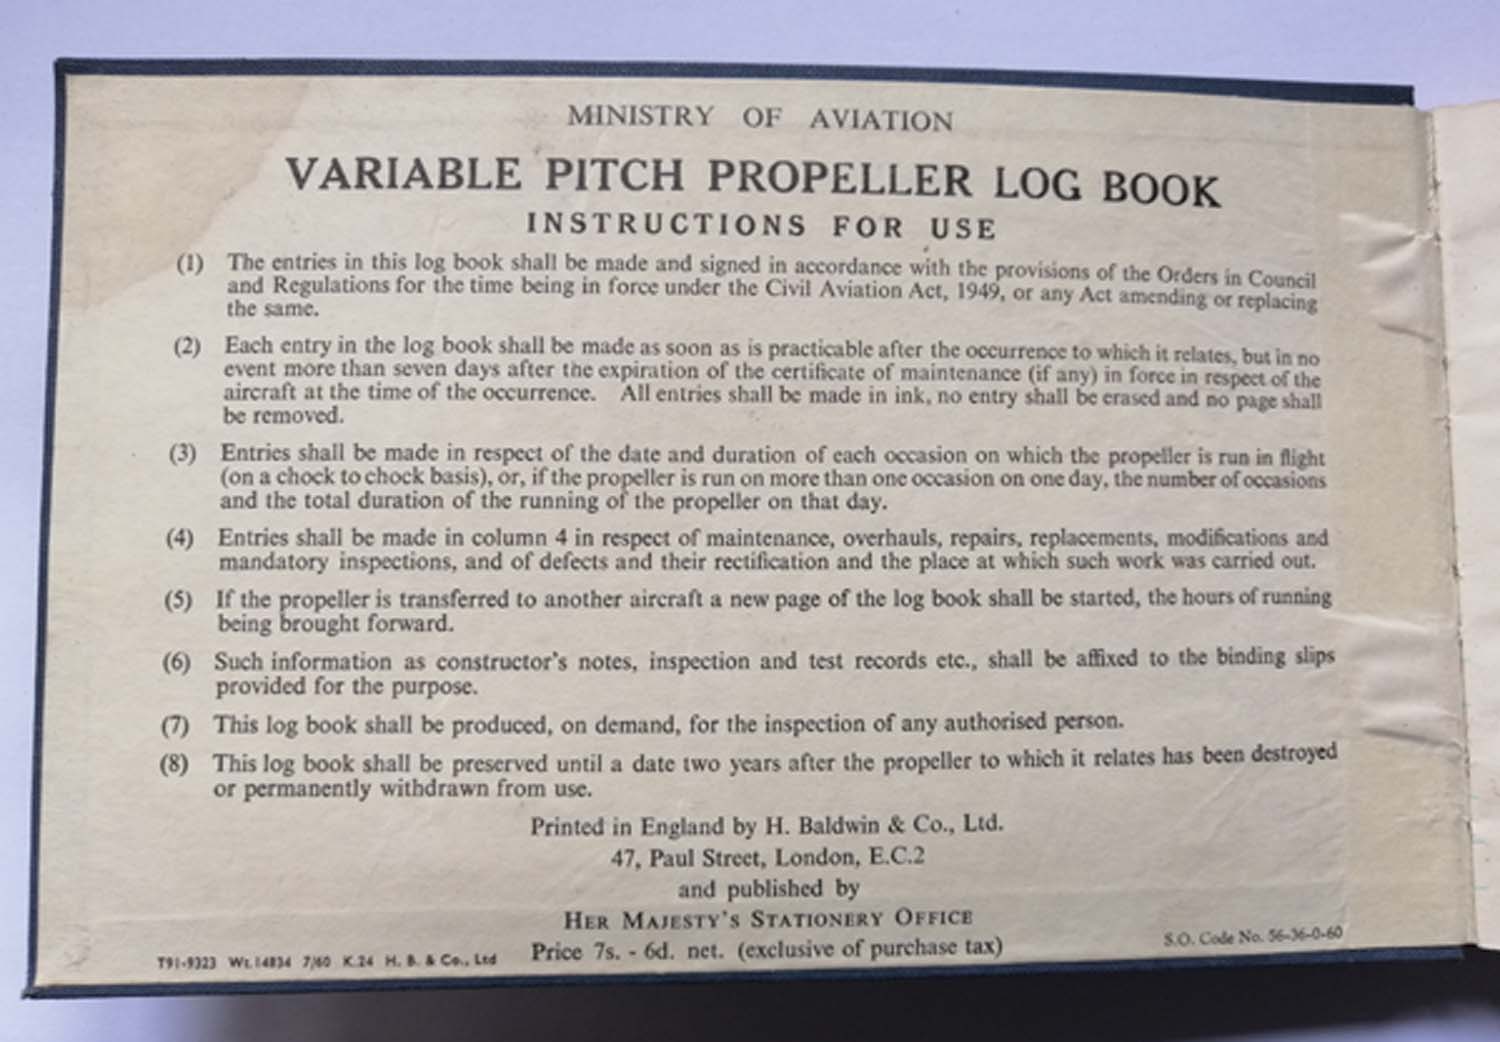 MINISTRY OF AVIATION
VARIABLE PITCH PROPELLER LOG BOOK
INSTRUCTIONS FOR USE
(1) The entries in this log book shall be made and signed in accordance with the provisions of the Orders in Council
and Regulations for the time being in force under the Civil Aviation Act, 1949, or any Act amending or replacing
the same.
(2) Each entry in the log book shall be made as soon as is practicable after the occurrence to which it relates, but in no
event more than seven days after the expiration of the certificate of maintenance (if any) in force in respect of the
aircraft at the time of the occurrence. All entries shall be made in ink, no entry shall be erased and no page shall
be removed.
(3) Entries shall be made in respect of the date and duration of each occasion on which the propeller is run in flight
(on a chock to chock basis), or, if the propeller is run on more than one occasion on one day, the number of occasions
and the total duration of the running of the propeller on that day.
(4) Entries shall be made in column 4 in respect of maintenance, overhauls, repairs, replacements, modifications and
mandatory inspections, and of defects and their rectification and the place at which such work was carried out.
(5) If the propeller is transferred to another aircraft a new page of the log book shall be started, the hours of running
being brought forward.
(6) Such information as constructor's notes, inspection and test records etc., shall be affixed to the binding slips
provided for the purpose.
(7) This log book shall be produced, on demand, for the inspection of any authorised person.
(8) This log book shall be preserved until a date two years after the propeller to which it relates has been destroyed
or permanently withdrawn from use.
Printed in England by H. Baldwin & Co., Ltd.
47, Paul Street, London, E.C.2
and published by
HER MAJESTY'S STATIONERY OFFICE
Price 7s. - 6d. net. (exclusive of purchase tax)
S.O. Code No. 56-36-0-60
T91-9323 Wt.14834 7/60 K.24 H. B. & Co., Ltd